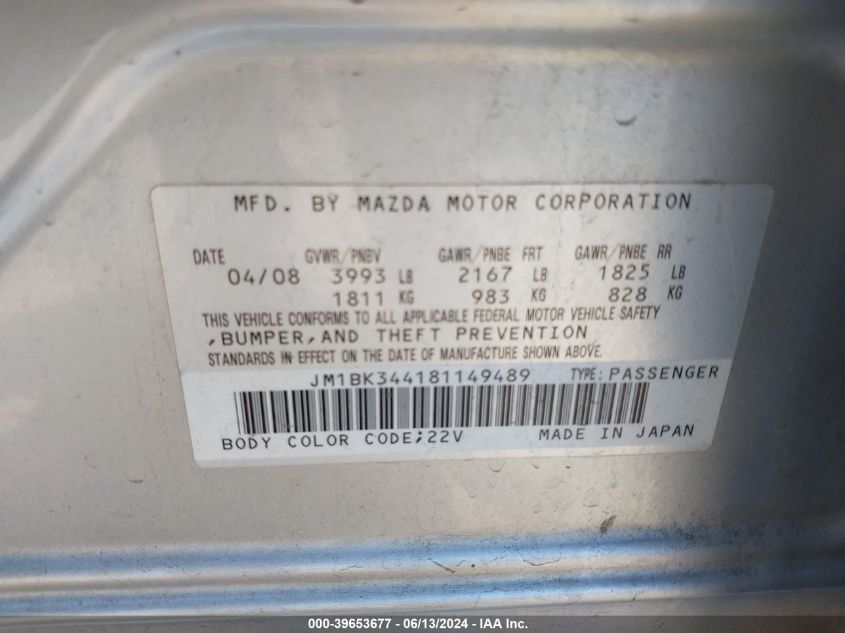 MFD. BY MAZDA MOTOR CORPORATION
DATE GVWR/PNBV GAWR/PNBE FRT GAWR/PNBE RR
04/08 3993 LB 2167 LB 1825 LB
1811 KG 983 KG 828 KG
THIS VEHICLE CONFORMS TO ALL APPLICABLE FEDERAL MOTOR VEHICLE SAFETY
,BUMPER,AND THEFT PREVENTION
STANDARDS IN EFFECT ON THE DATE OF MANUFACTURE SHOWN ABOVE.
JM1BK344181149489 TYPE:PASSENGER
BODY COLOR CODE;22V MADE IN JAPAN
000-39653677 - 06/13/2024 - IAA Inc.